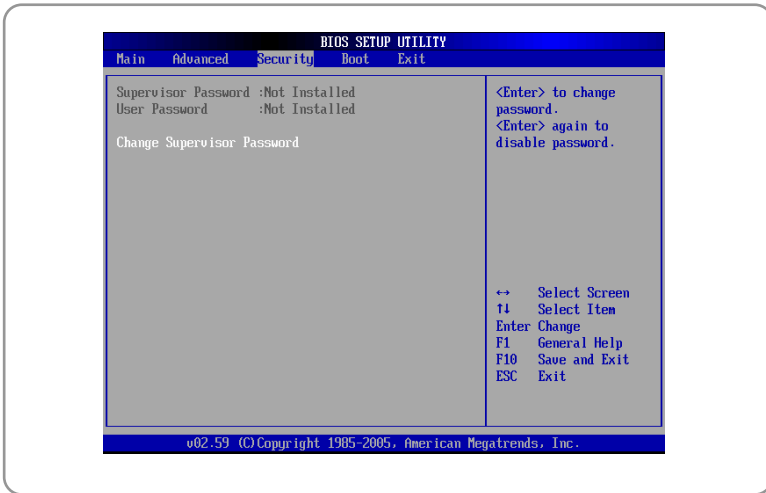 BIOS SETUP UTILITY
Main Advanced Security Boot Exit
Supervisor Password :Not Installed
User Password :Not Installed
Change Supervisor Password
<Enter> to change
password.
<Enter> again to
disable password.
↔ Select Screen
↑↓ Select Item
Enter Change
F1 General Help
F10 Save and Exit
ESC Exit
v02.59 (C)Copyright 1985-2005, American Megatrends, Inc.